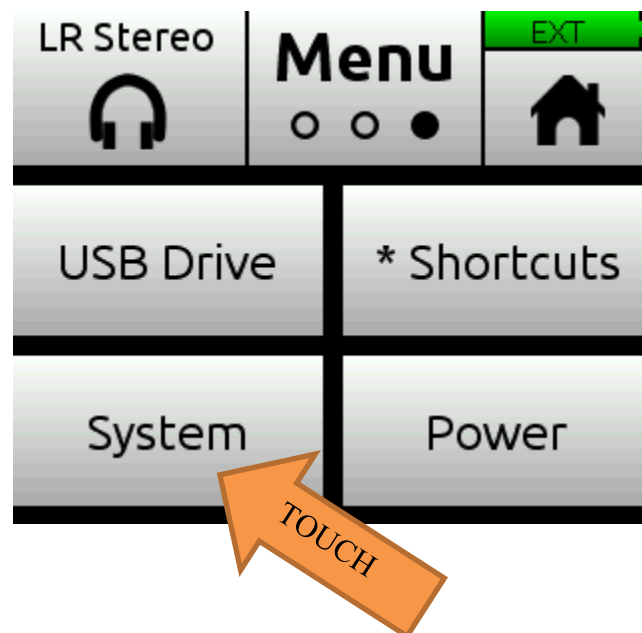 LR Stereo
Menu
EXT
USB Drive
* Shortcuts
System
Power
TOUCH